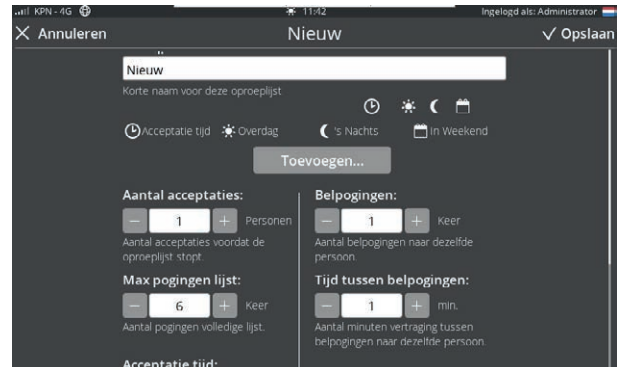 KPN - 4G
11:42
Ingelogd als: Administrator
Annuleren
Nieuw
Opslaan
Nieuw
Korte naam voor deze oproeplijst
Acceptatie tijd
Overdag
's Nachts
In Weekend
Toevoegen...
Aantal acceptaties:
Belpogingen:
− 1 + Personen
− 1 + Keer
Aantal acceptaties voordat de
oproeplijst stopt.
Aantal belpogingen naar dezelfde
persoon.
Max pogingen lijst:
Tijd tussen belpogingen:
− 6 + Keer
− 1 + min.
Aantal pogingen volledige lijst.
Aantal minuten vertraging tussen
belpogingen naar dezelfde persoon.
Acceptatie tijd: